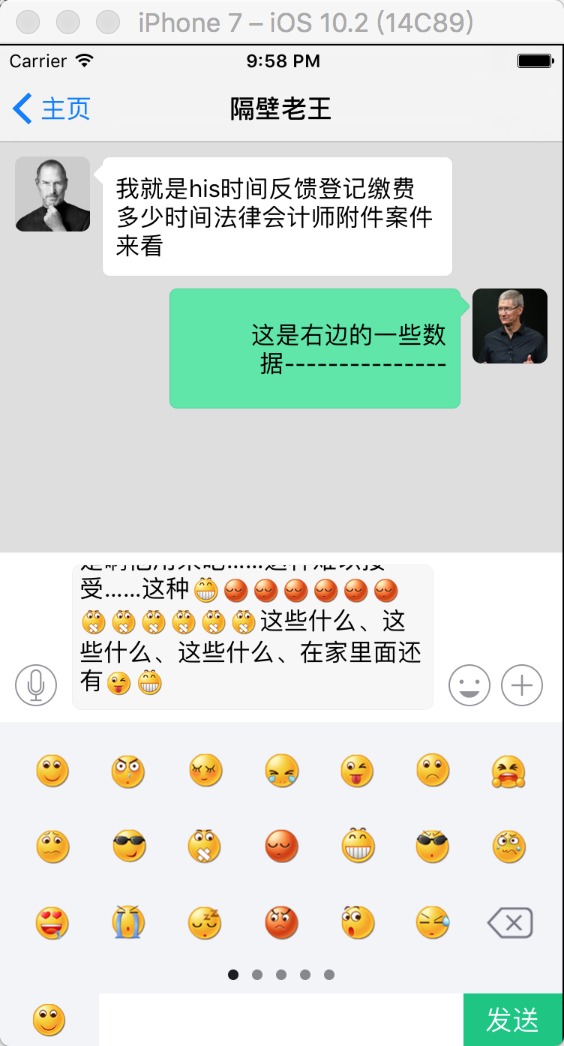 iPhone 7 – iOS 10.2 (14C89)
Carrier 9:58 PM
主页 隔壁老王
我就是his时间反馈登记缴费
多少时间法律会计师附件案件
来看
这是右边的一些数
据---------------
受……这种
这些什么、这
些什么、这些什么、在家里面还
有
发送